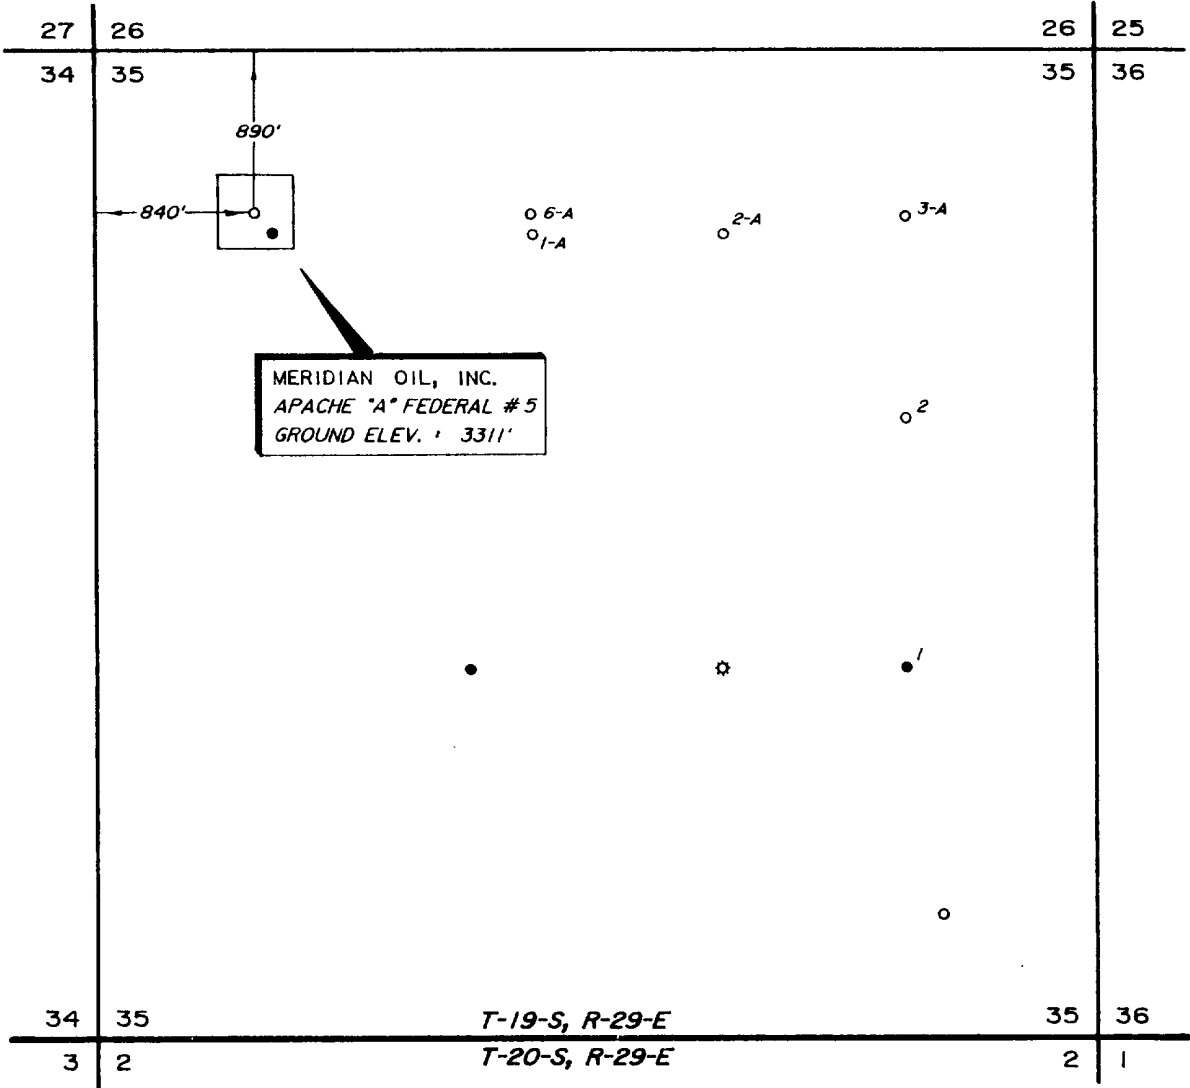 27 26 26 25
34 35 35 36
890'
840'
6-A
1-A
2-A
3-A
MERIDIAN OIL, INC.
APACHE "A" FEDERAL #5
GROUND ELEV. : 3311'
2
1
34 35 T-19-S, R-29-E 35 36
3 2 T-20-S, R-29-E 2 1